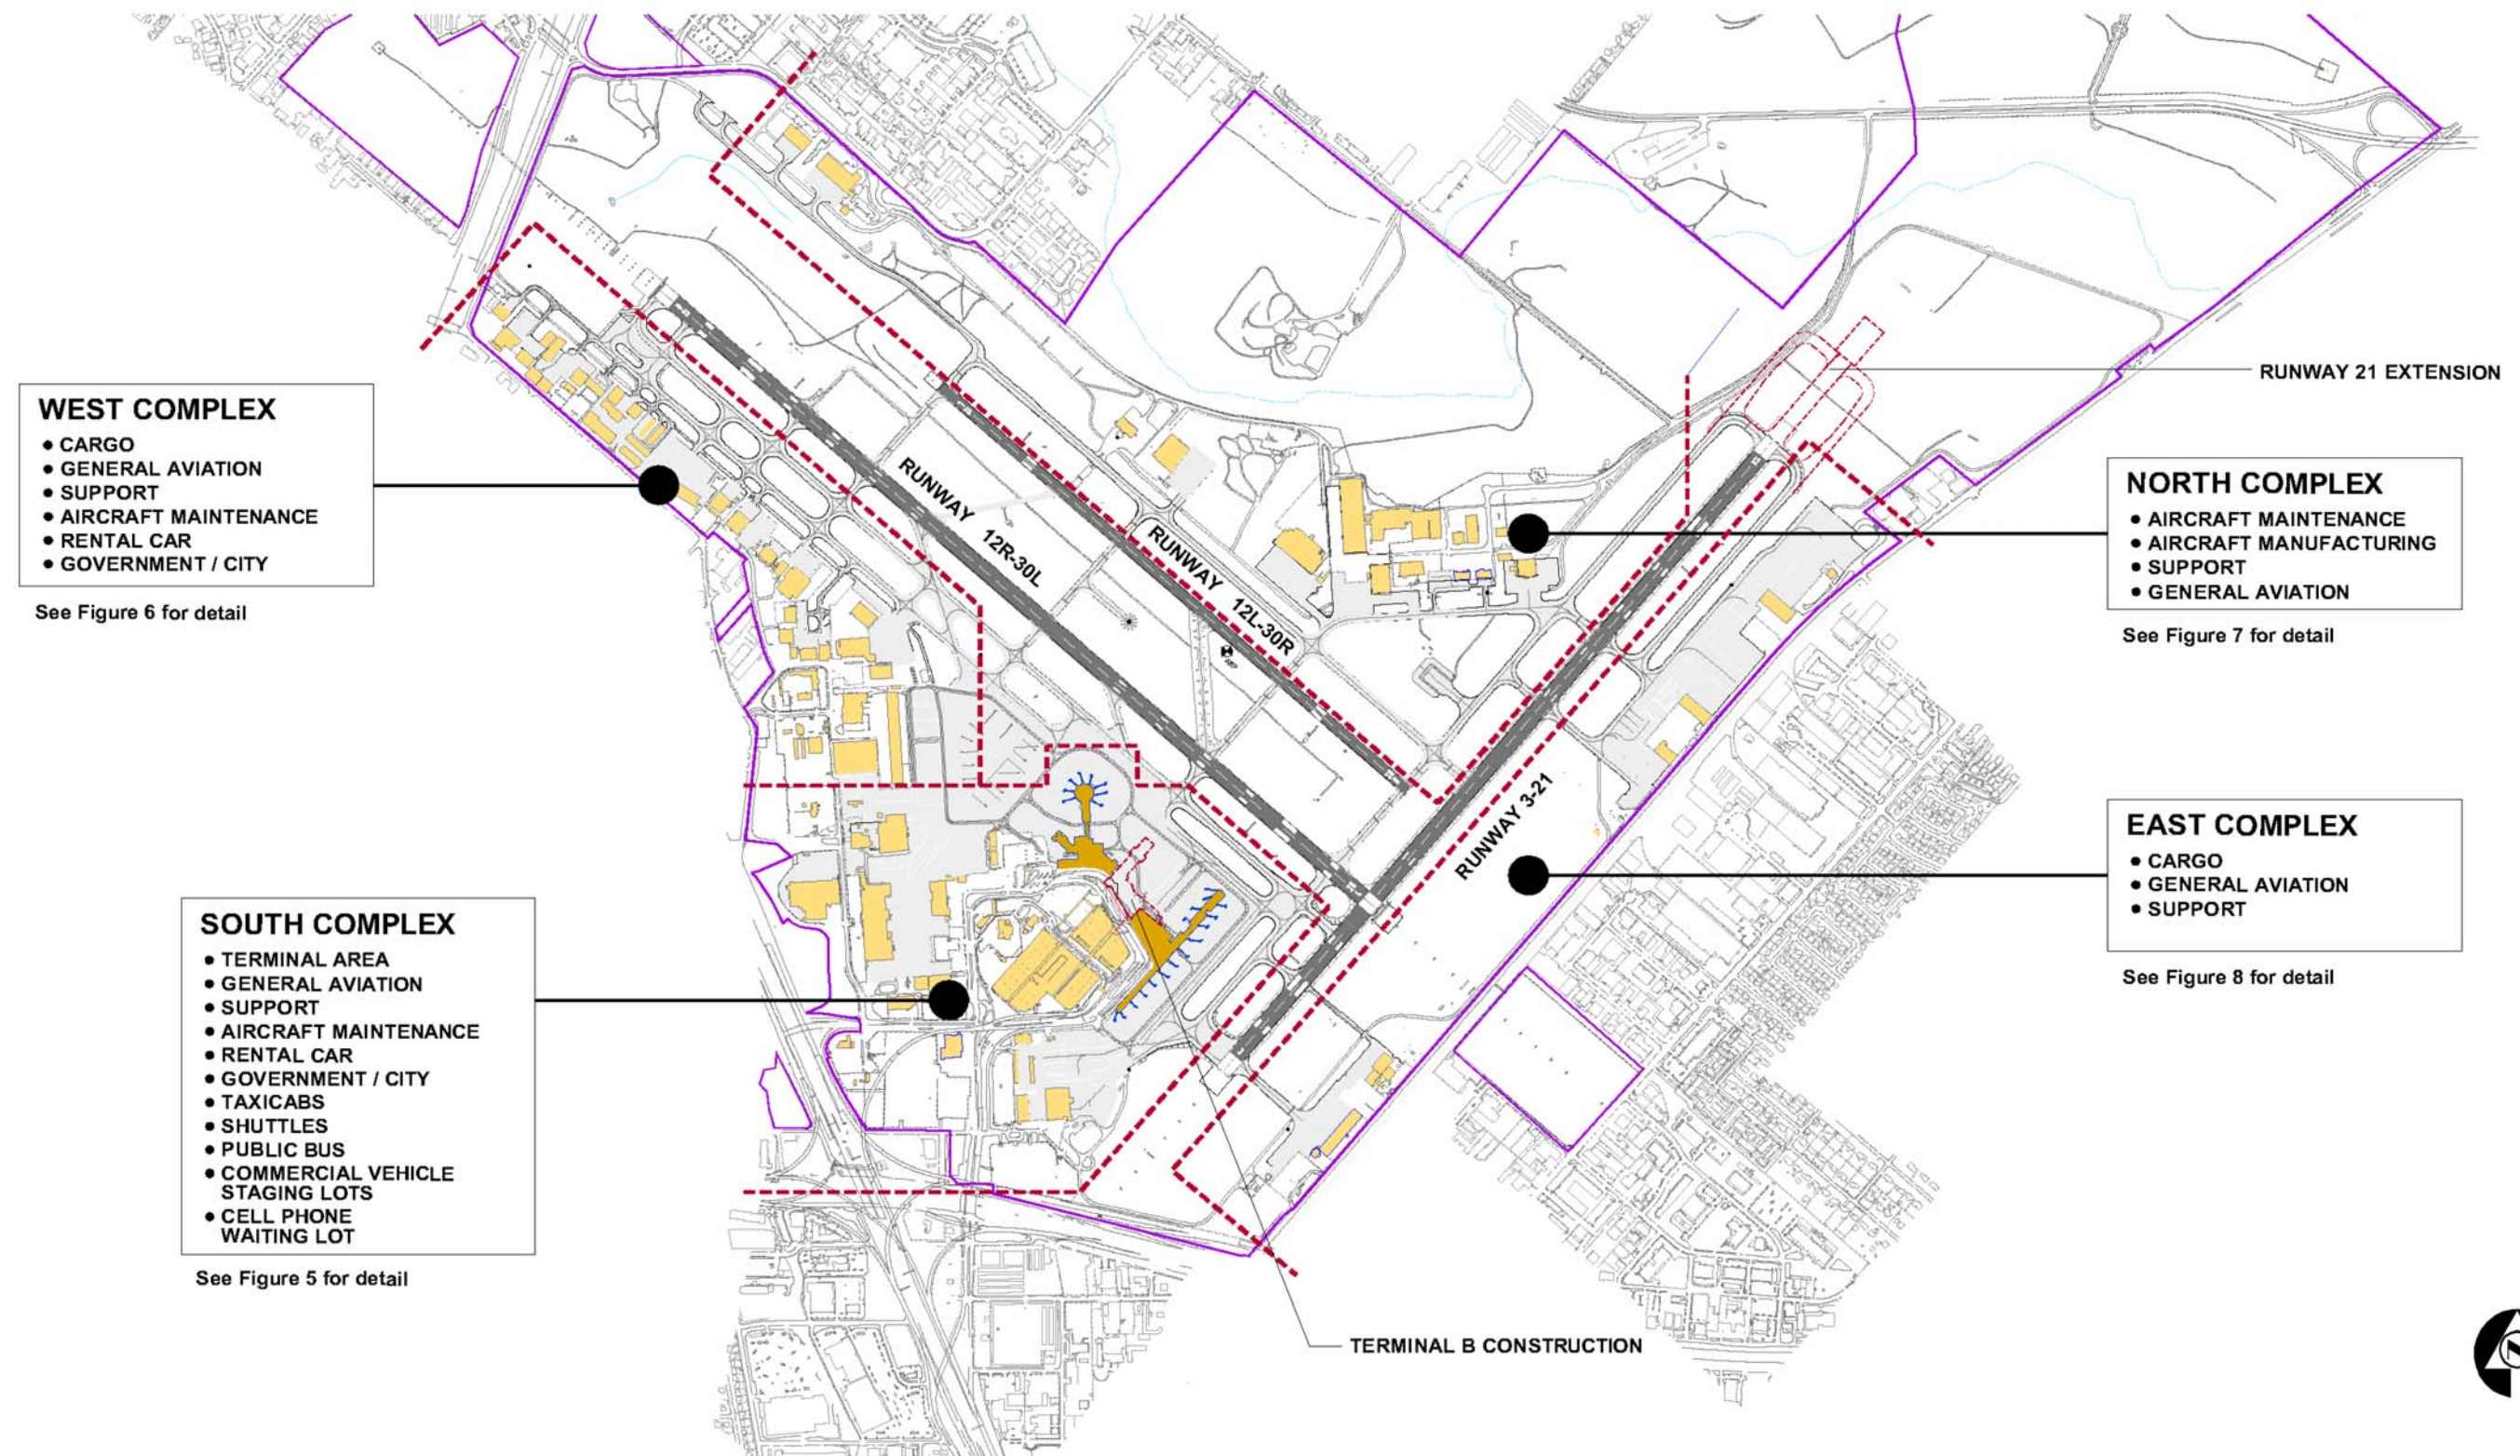 WEST COMPLEX
● CARGO
● GENERAL AVIATION
● SUPPORT
● AIRCRAFT MAINTENANCE
● RENTAL CAR
● GOVERNMENT / CITY
See Figure 6 for detail
SOUTH COMPLEX
● TERMINAL AREA
● GENERAL AVIATION
● SUPPORT
● AIRCRAFT MAINTENANCE
● RENTAL CAR
● GOVERNMENT / CITY
● TAXICABS
● SHUTTLES
● PUBLIC BUS
● COMMERCIAL VEHICLE
STAGING LOTS
● CELL PHONE
WAITING LOT
See Figure 5 for detail
RUNWAY 12R-30L
RUNWAY 12L-30R
RUNWAY 3-21
RUNWAY 21 EXTENSION
NORTH COMPLEX
● AIRCRAFT MAINTENANCE
● AIRCRAFT MANUFACTURING
● SUPPORT
● GENERAL AVIATION
See Figure 7 for detail
EAST COMPLEX
● CARGO
● GENERAL AVIATION
● SUPPORT
See Figure 8 for detail
TERMINAL B CONSTRUCTION
N